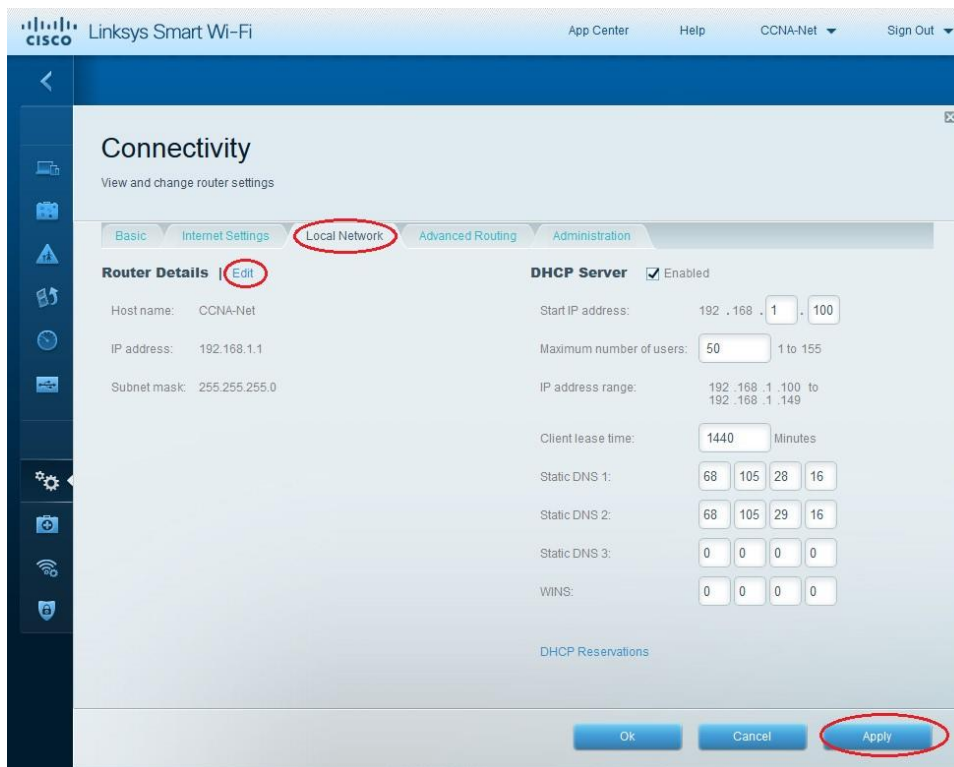 CISCO Linksys Smart Wi-Fi App Center Help CCNA-Net Sign Out
Connectivity
View and change router settings
Basic Internet Settings Local Network Advanced Routing Administration
Router Details | Edit
Host name: CCNA-Net
IP address: 192.168.1.1
Subnet mask: 255.255.255.0
DHCP Server Enabled
Start IP address: 192 . 168 . 1 . 100
Maximum number of users: 50 1 to 155
IP address range: 192 .168 .1 .100 to
192 .168 .1 .149
Client lease time: 1440 Minutes
Static DNS 1: 68 105 28 16
Static DNS 2: 68 105 29 16
Static DNS 3: 0 0 0 0
WINS: 0 0 0 0
DHCP Reservations
Ok Cancel Apply